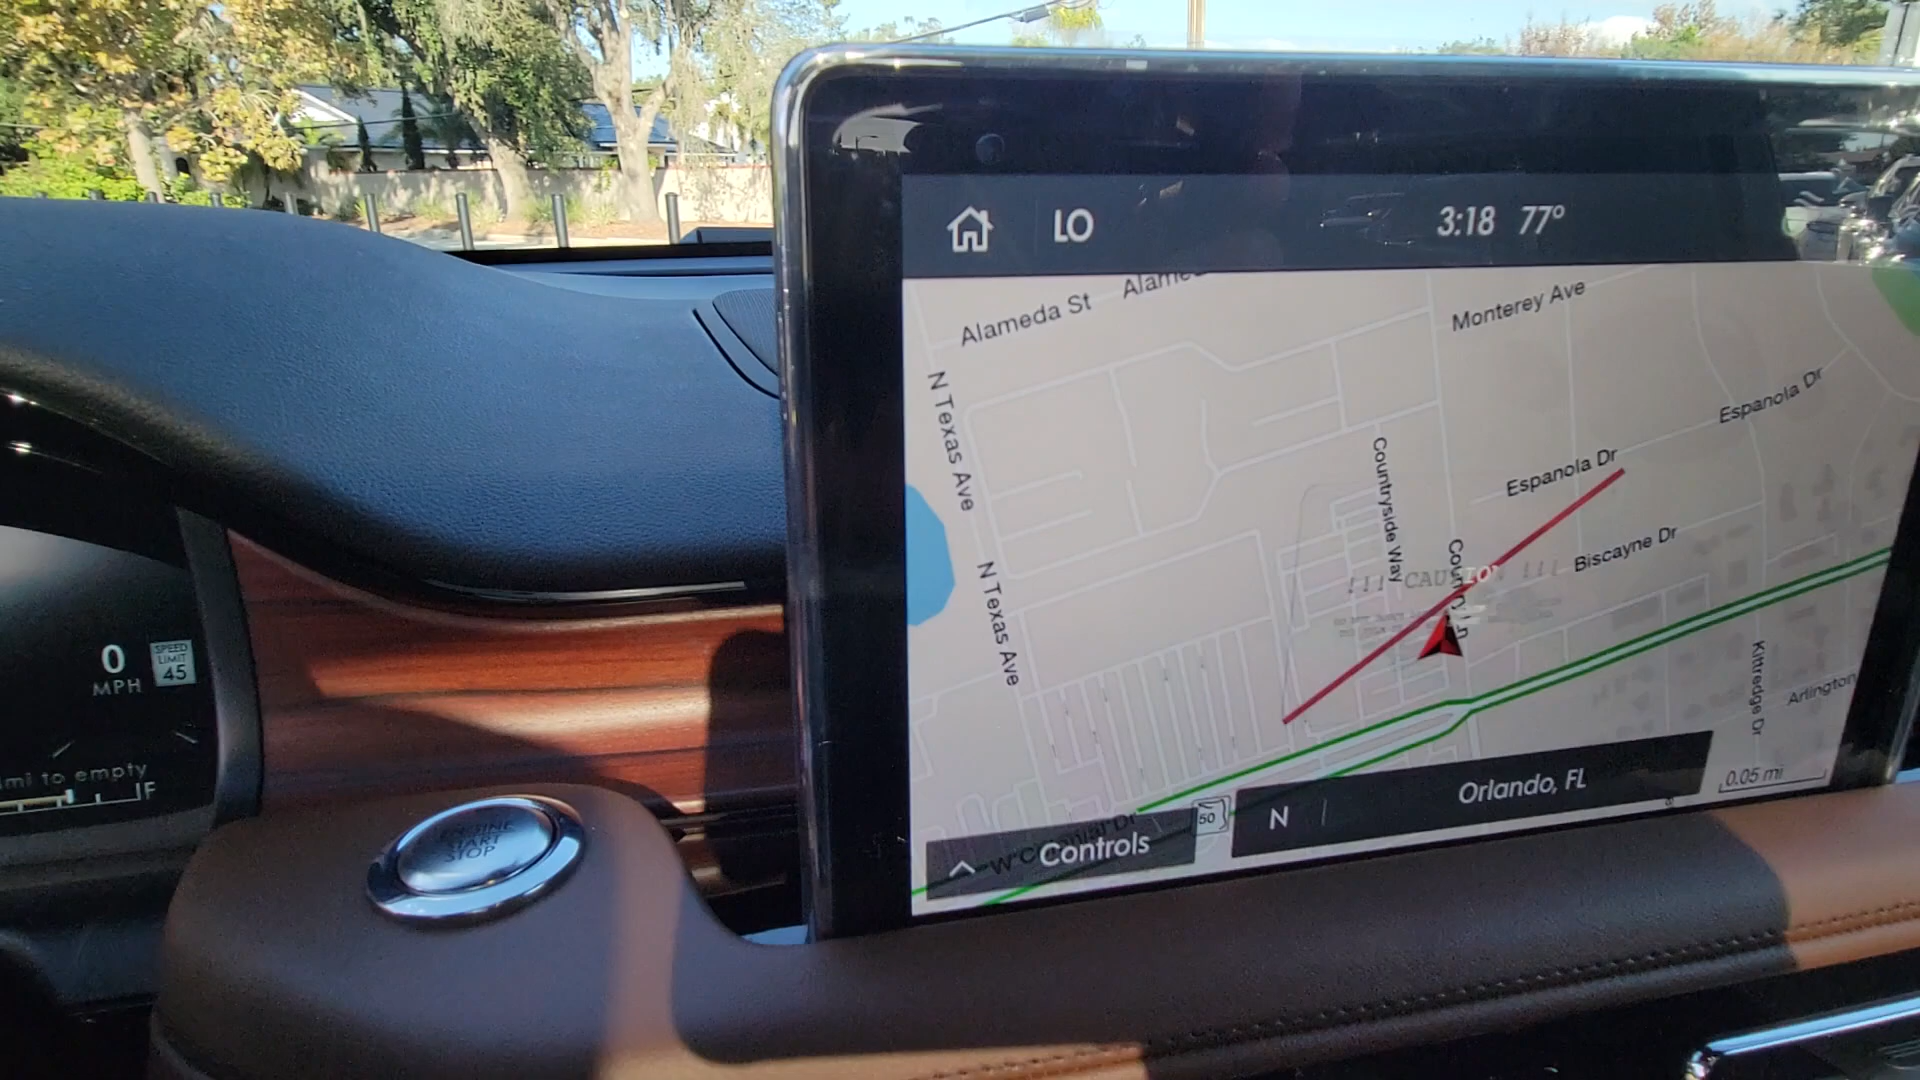 LO
3:18 77°
Alameda St
Monterey Ave
N Texas Ave
Espanola Dr
Countryside Way
Espanola Dr
Biscayne Dr
!!! CAUTION !!!
N Texas Ave
0
MPH
SPEED
LIMIT
45
Kittredge Dr
Arlington
mi to empty
F
0.05 mi
N
Orlando, FL
50
Controls
ENGINE
START
STOP